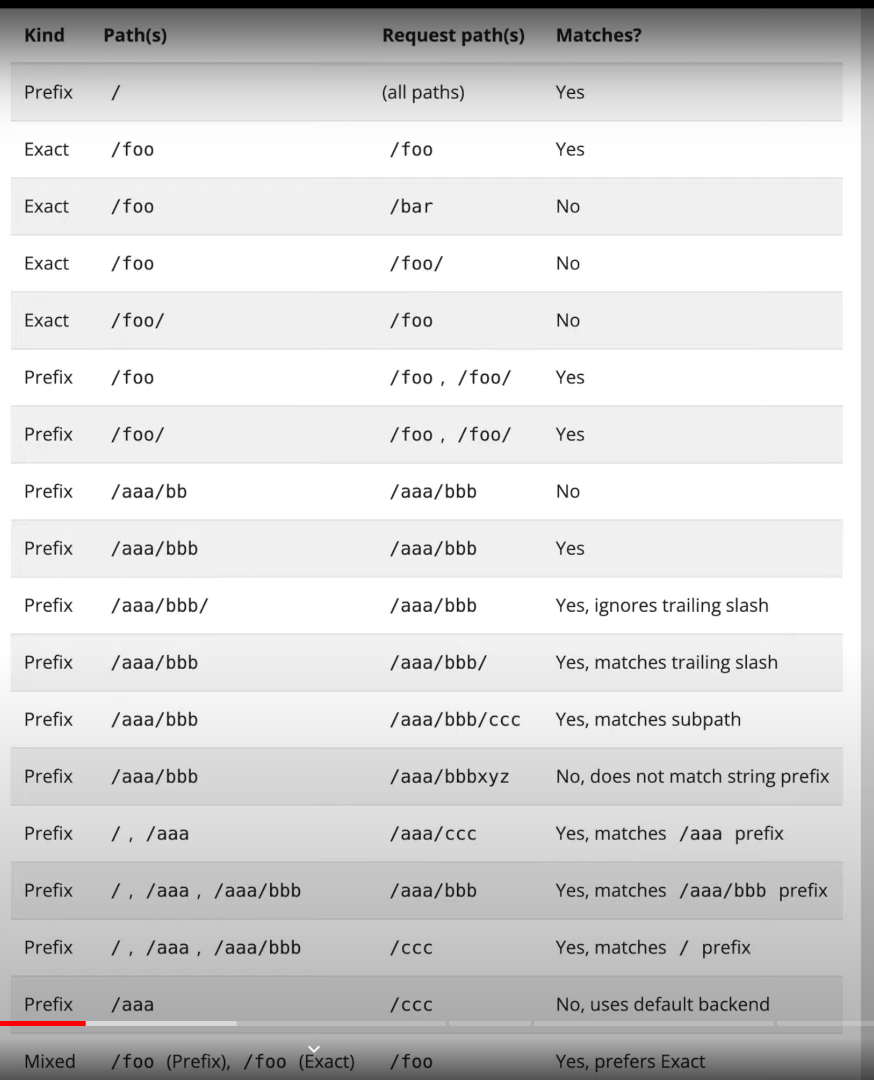 Kind Path(s) Request path(s) Matches?
Prefix / (all paths) Yes
Exact /foo /foo Yes
Exact /foo /bar No
Exact /foo /foo/ No
Exact /foo/ /foo No
Prefix /foo /foo , /foo/ Yes
Prefix /foo/ /foo , /foo/ Yes
Prefix /aaa/bb /aaa/bbb No
Prefix /aaa/bbb /aaa/bbb Yes
Prefix /aaa/bbb/ /aaa/bbb Yes, ignores trailing slash
Prefix /aaa/bbb /aaa/bbb/ Yes, matches trailing slash
Prefix /aaa/bbb /aaa/bbb/ccc Yes, matches subpath
Prefix /aaa/bbb /aaa/bbbxyz No, does not match string prefix
Prefix / , /aaa /aaa/ccc Yes, matches /aaa prefix
Prefix / , /aaa , /aaa/bbb /aaa/bbb Yes, matches /aaa/bbb prefix
Prefix / , /aaa , /aaa/bbb /ccc Yes, matches / prefix
Prefix /aaa /ccc No, uses default backend
Mixed /foo (Prefix), /foo (Exact) /foo Yes, prefers Exact